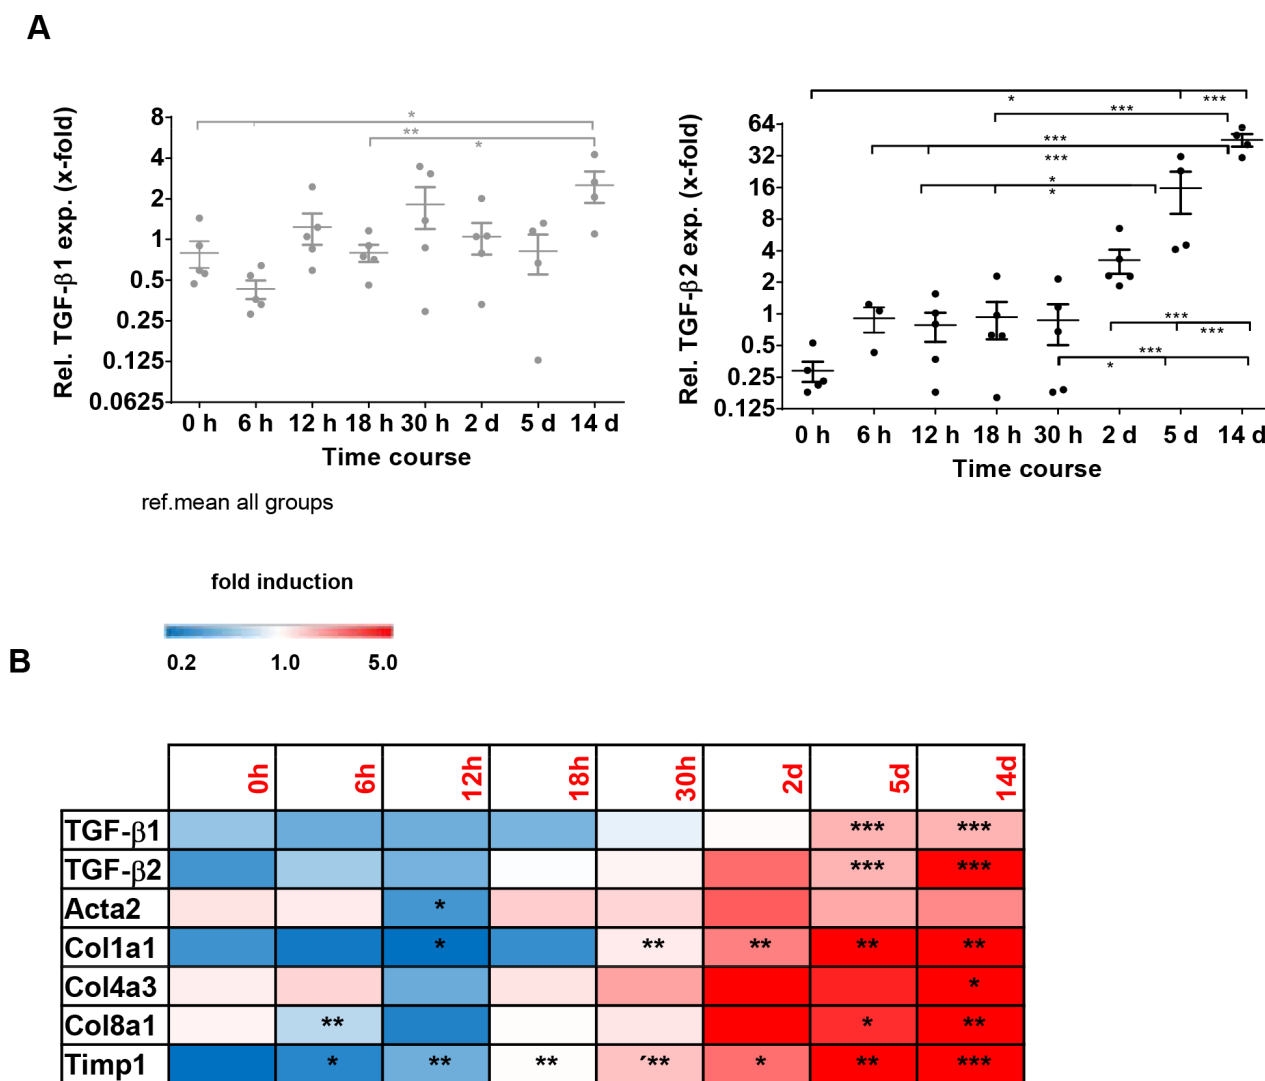 A
Rel. TGF-β1 exp. (x-fold)
8
4
2
1
0.5
0.25
0.125
0.0625
* ** *
0 h 6 h 12 h 18 h 30 h 2 d 5 d 14 d
Time course
ref.mean all groups
Rel. TGF-β2 exp. (x-fold)
64
32
16
8
4
2
1
0.5
0.25
0.125
* ***
***
***
***
*
*
***
***
***
*
0 h 6 h 12 h 18 h 30 h 2 d 5 d 14 d
Time course
fold induction
0.2 1.0 5.0
B
0h 6h 12h 18h 30h 2d 5d 14d
TGF-β1 *** ***
TGF-β2 *** ***
Acta2 *
Col1a1 * ** ** ** **
Col4a3 *
Col8a1 ** * **
Timp1 * ** ** ´** * ** ***